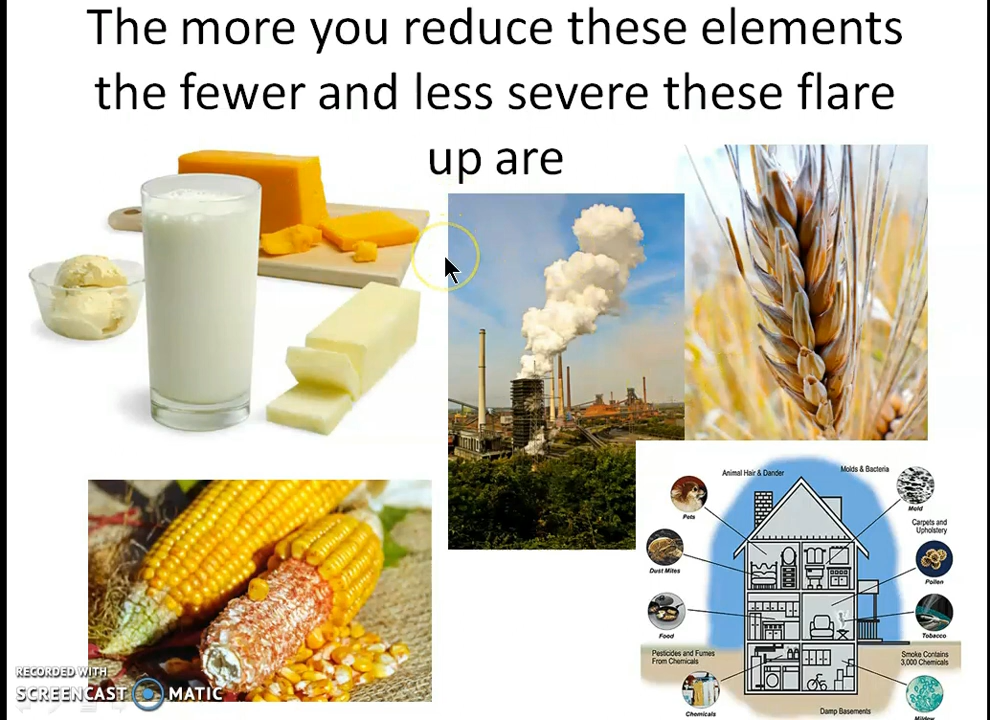 The more you reduce these elements
the fewer and less severe these flare
up are
Animal Hair & Dander
Molds & Bacteria
Pets
Mold
Carpets and
Upholstery
Dust Mites
Pollen
Food
Tobacco
Pesticides and Fumes
From Chemicals
Smoke Contains
3,000 Chemicals
Chemicals
Damp Basements
Mildew
RECORDED WITH
SCREENCAST MATIC